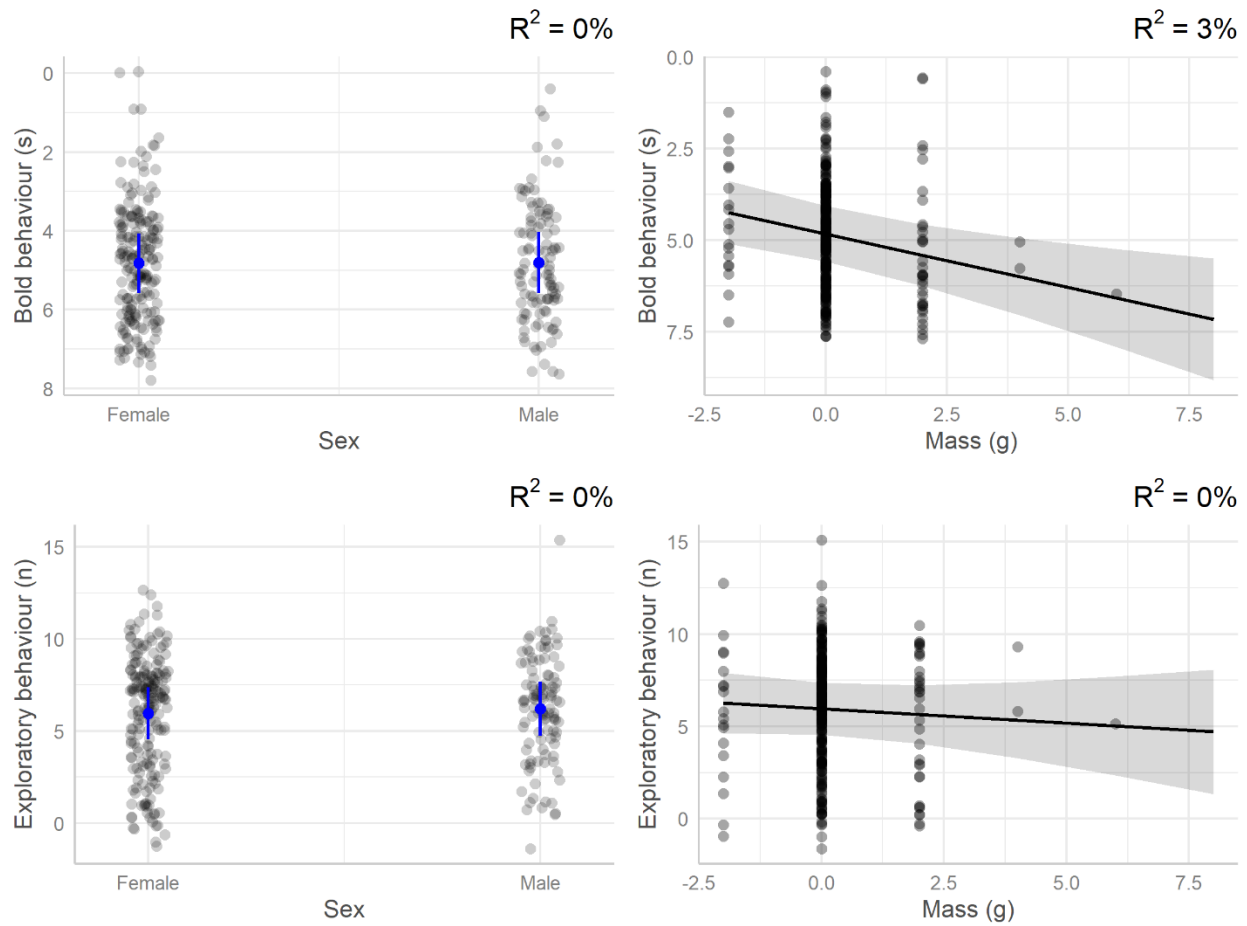 R² = 0%
Bold behaviour (s)
0
2
4
6
8
Female
Male
Sex
R² = 3%
Bold behaviour (s)
0.0
2.5
5.0
7.5
-2.5
0.0
2.5
5.0
7.5
Mass (g)
R² = 0%
Exploratory behaviour (n)
15
10
5
0
Female
Male
Sex
R² = 0%
Exploratory behaviour (n)
15
10
5
0
-2.5
0.0
2.5
5.0
7.5
Mass (g)